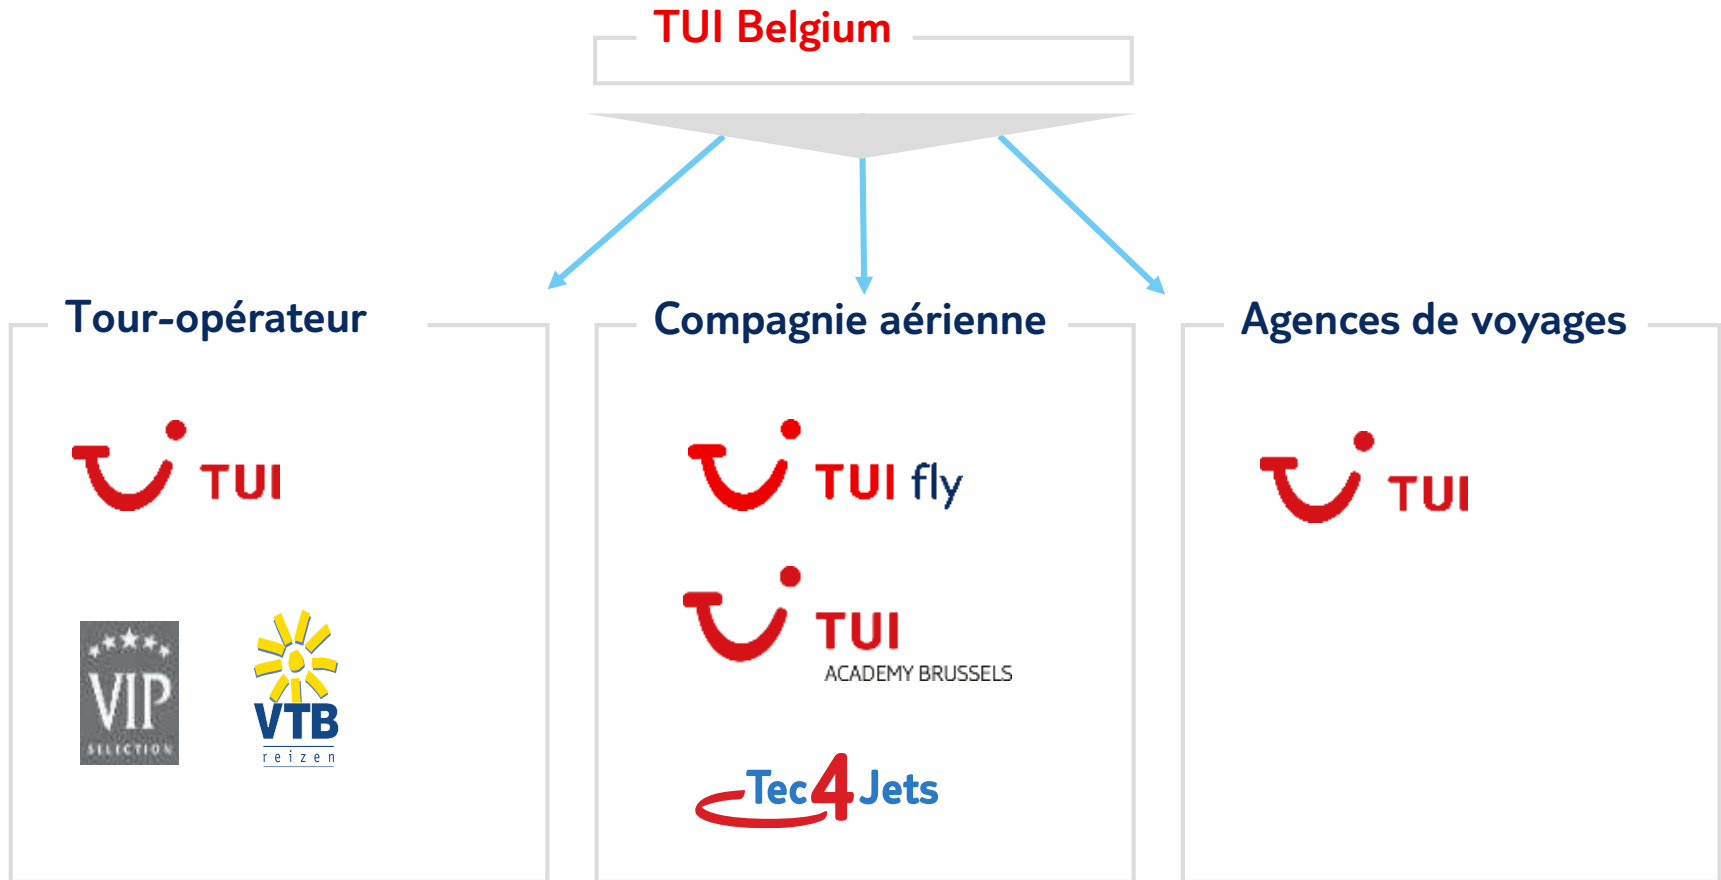 TUI Belgium
Tour-opérateur
TUI
VIP
SELECTION
VTB
reizen
Compagnie aérienne
TUI fly
TUI
ACADEMY BRUSSELS
Tec4Jets
Agences de voyages
TUI